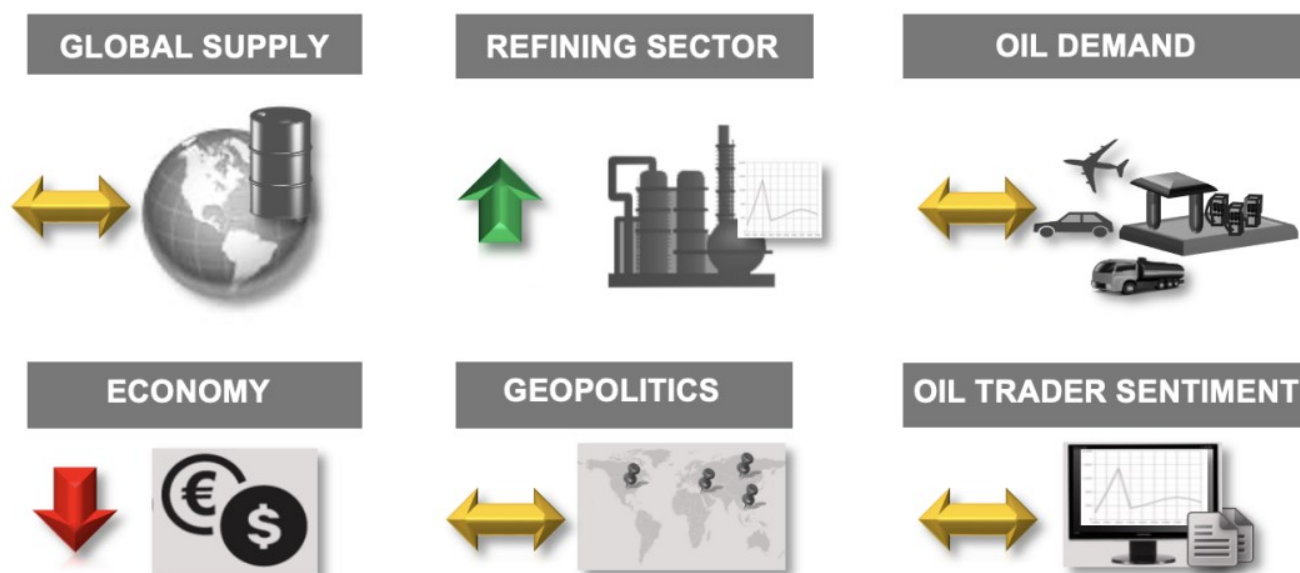 GLOBAL SUPPLY
REFINING SECTOR
OIL DEMAND
ECONOMY
GEOPOLITICS
OIL TRADER SENTIMENT
€
$